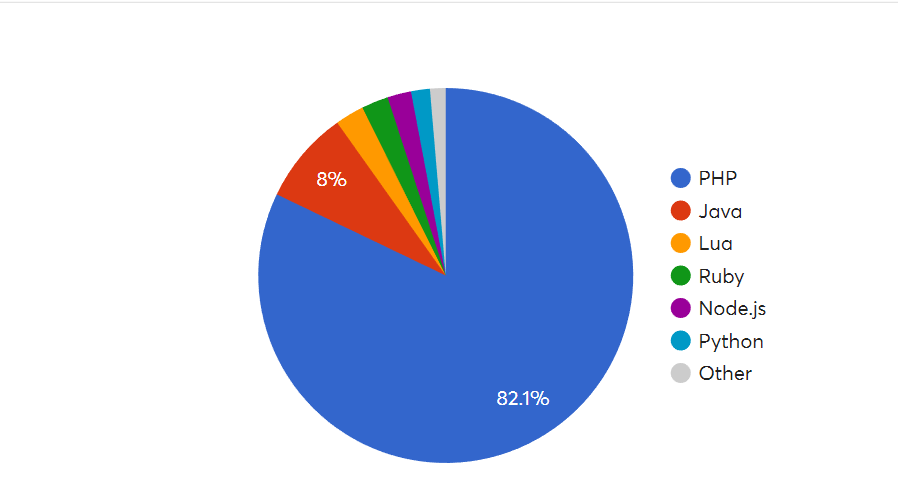 8%
82.1%
PHP
Java
Lua
Ruby
Node.js
Python
Other